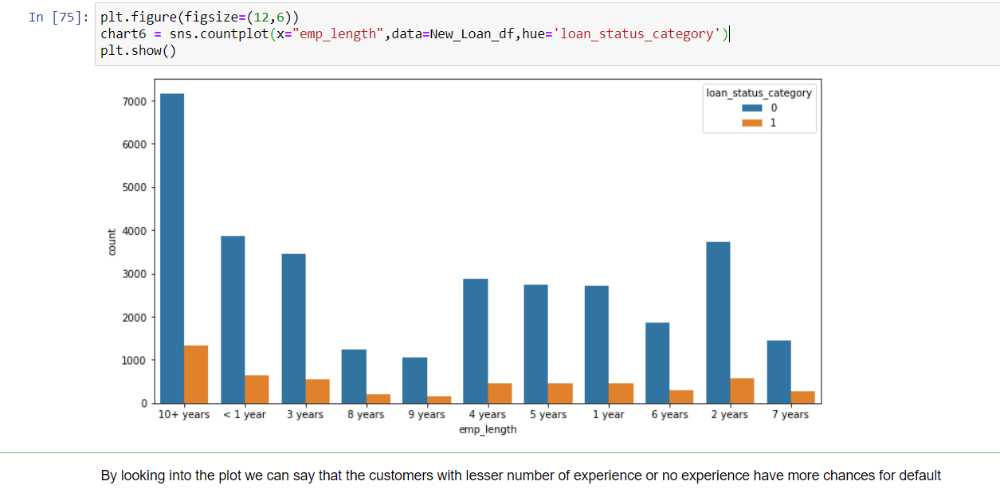 In [75]: plt.figure(figsize=(12,6))
chart6 = sns.countplot(x="emp_length",data=New_Loan_df,hue='loan_status_category')
plt.show()
loan_status_category
0
1
7000
6000
5000
4000
3000
2000
1000
0
count
10+ years < 1 year 3 years 8 years 9 years 4 years 5 years 1 year 6 years 2 years 7 years
emp_length
By looking into the plot we can say that the customers with lesser number of experience or no experience have more chances for default